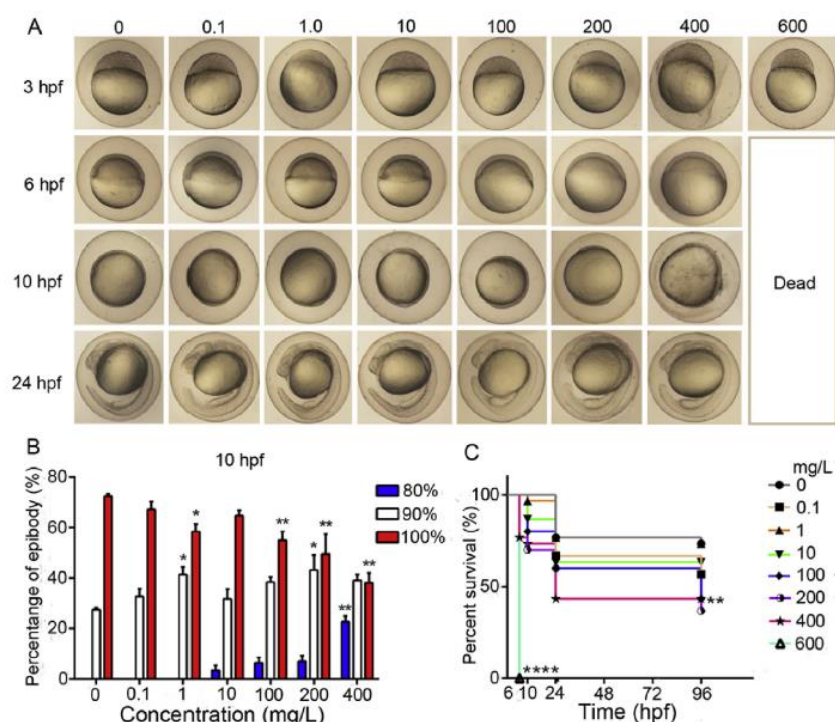 A
0 0.1 1.0 10 100 200 400 600
3 hpf
6 hpf
10 hpf
Dead
24 hpf
B
10 hpf
Percentange of epibody (%)
80
60
40
20
0
80%
90%
100%
* * ** * ** ** **
0 0.1 1 10 100 200 400
Concentration (mg/L)
C
Percent survival (%)
100
50
0
**
****
6 10 24 48 72 96
Time (hpf)
mg/L
0
0.1
1
10
100
200
400
600